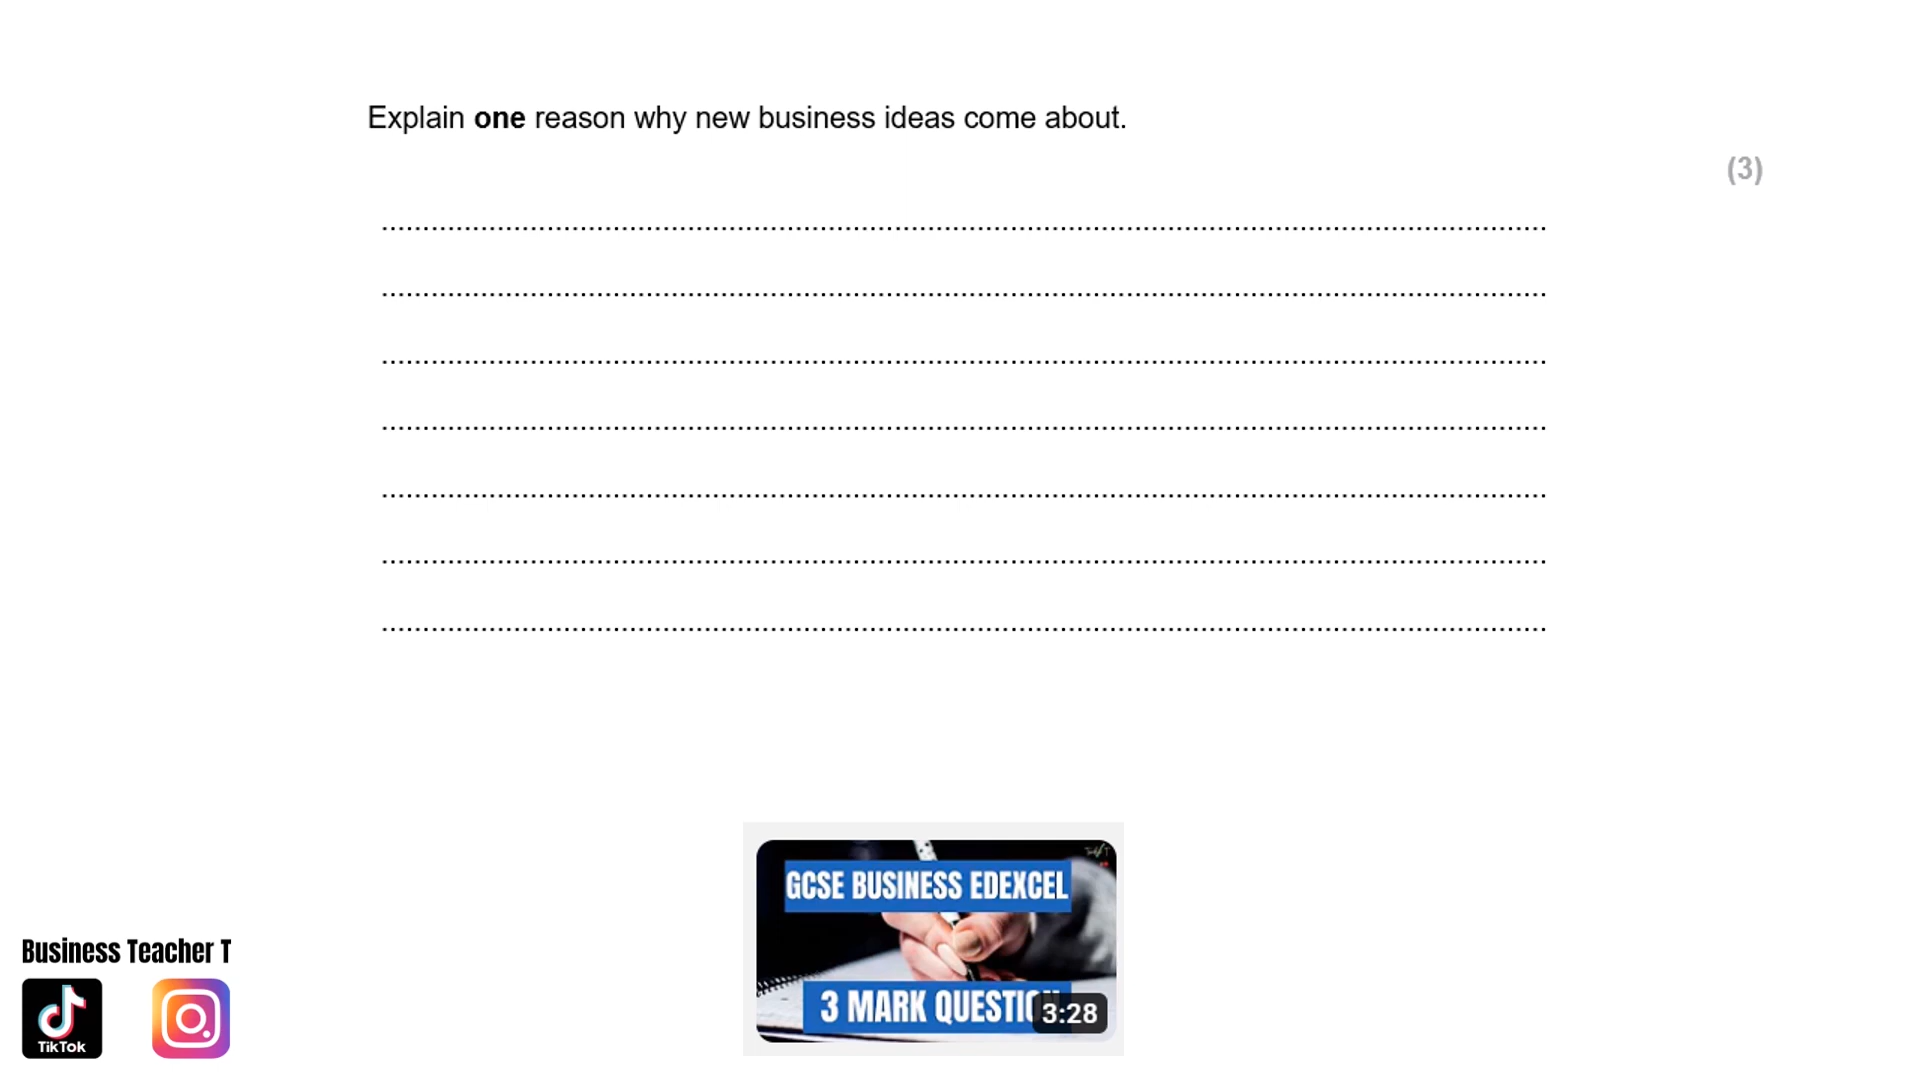 Explain one reason why new business ideas come about.
(3)
GCSE BUSINESS EDEXCEL
3 MARK QUESTIO
3:28
Business Teacher T
TikTok